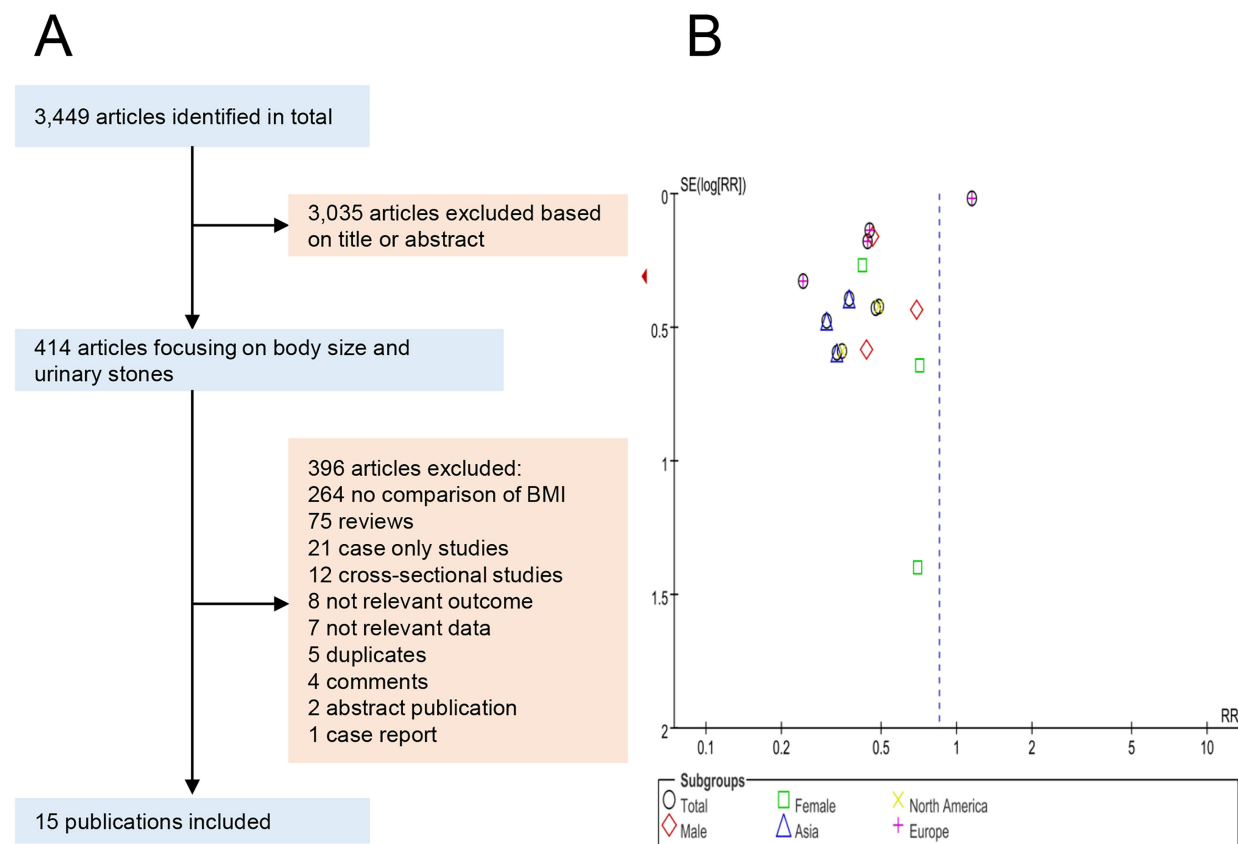 A
3,449 articles identified in total
3,035 articles excluded based
on title or abstract
414 articles focusing on body size and
urinary stones
396 articles excluded:
264 no comparison of BMI
75 reviews
21 case only studies
12 cross-sectional studies
8 not relevant outcome
7 not relevant data
5 duplicates
4 comments
2 abstract publication
1 case report
15 publications included
B
SE(log[RR])
0
0.5
1
1.5
2
0.1 0.2 0.5 1 2 5 10
RR
Subgroups
Total
Female
North America
Male
Asia
Europe